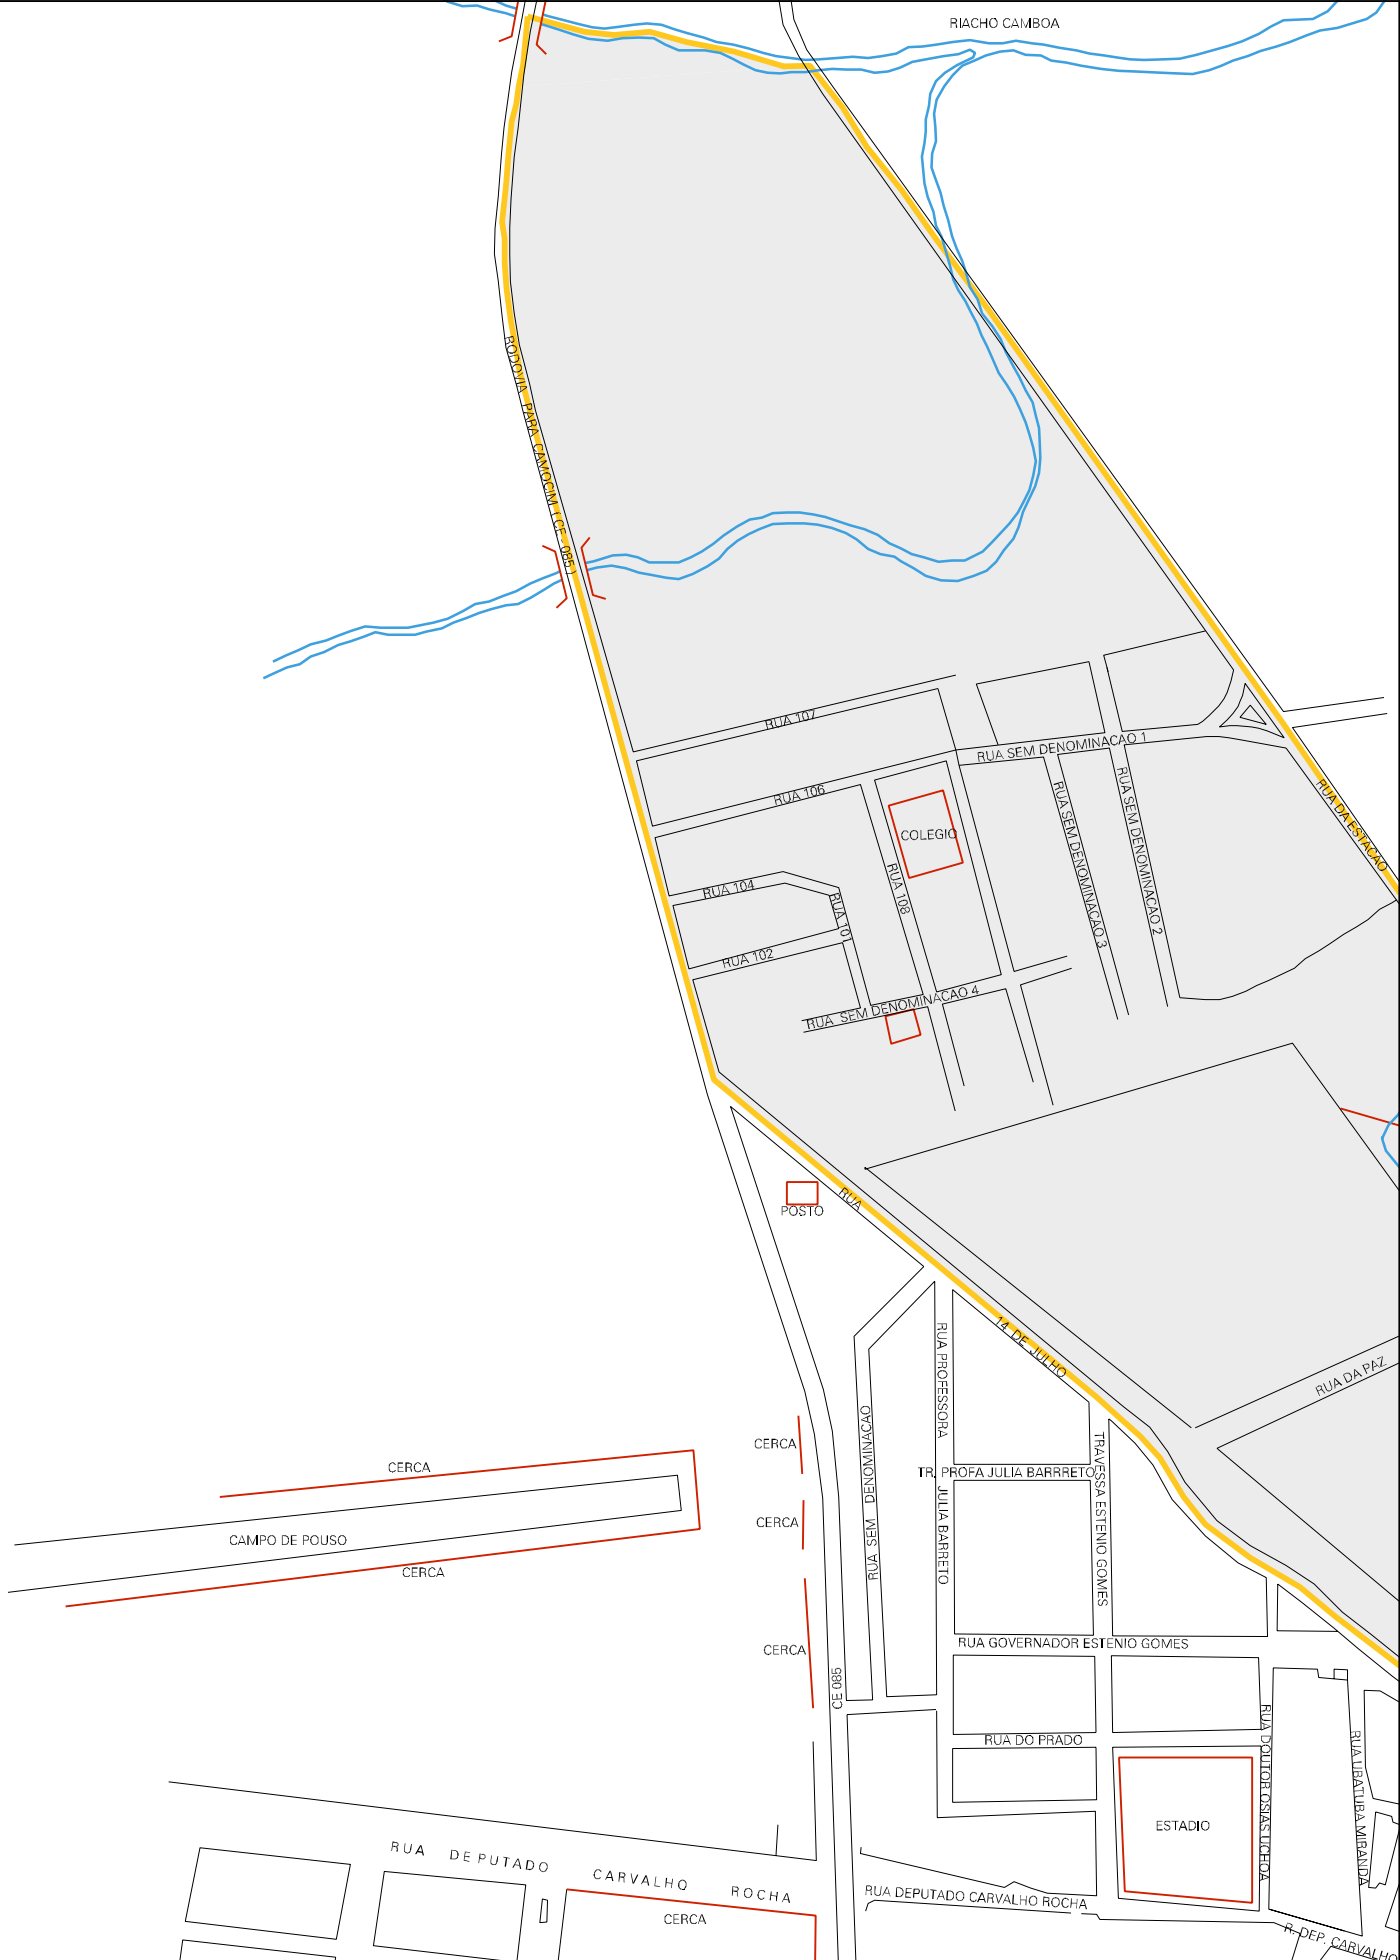 RIACHO CAMBOA
RODOVIA PARA CAMOCIM ( CE - 085 )
RUA 107
RUA SEM DENOMINACAO 1
RUA 106
COLEGIO
RUA SEM DENOMINACAO 3
RUA SEM DENOMINACAO 2
RUA DA ESTACAO
RUA 104
RUA 101
RUA 108
RUA 102
RUA SEM DENOMINACAO 4
POSTO
RUA 14 DE JULHO
RUA DA PAZ
RUA PROFESSORA JULIA BARRETO
RUA SEM DENOMINACAO
TR. PROFA JULIA BARRRETO
TRAVESSA ESTENIO GOMES
CERCA
CERCA
CAMPO DE POUSO
CERCA
CERCA
CERCA
RUA GOVERNADOR ESTENIO GOMES
CE 085
RUA DO PRADO
RUA DOUTOR OSIAS UCHOA
RUA UBATUBA MIRANDA
ESTADIO
RUA DEPUTADO CARVALHO ROCHA
RUA DEPUTADO CARVALHO ROCHA
CERCA
R. DEP. CARVALHO